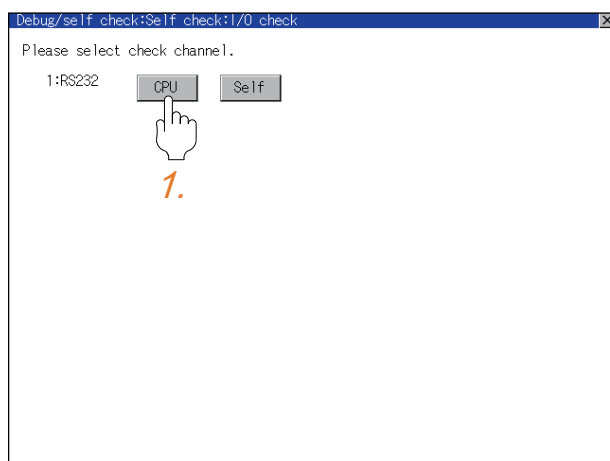 Debug/self check:Self check:I/O check
Please select check channel.
1:RS232 CPU Self
1.